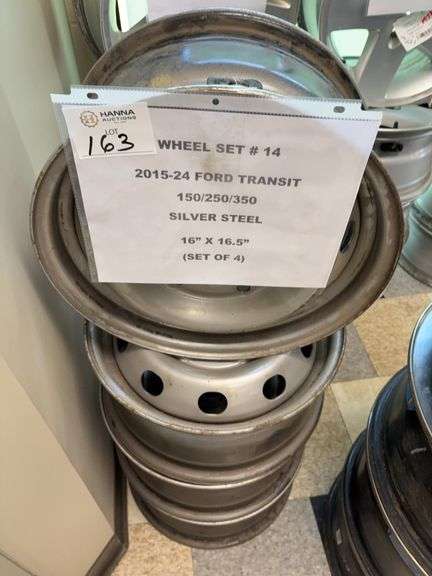 HANNA
AUCTIONS
LOT
163
WHEEL SET # 14
2015-24 FORD TRANSIT
150/250/350
SILVER STEEL
16" X 16.5"
(SET OF 4)